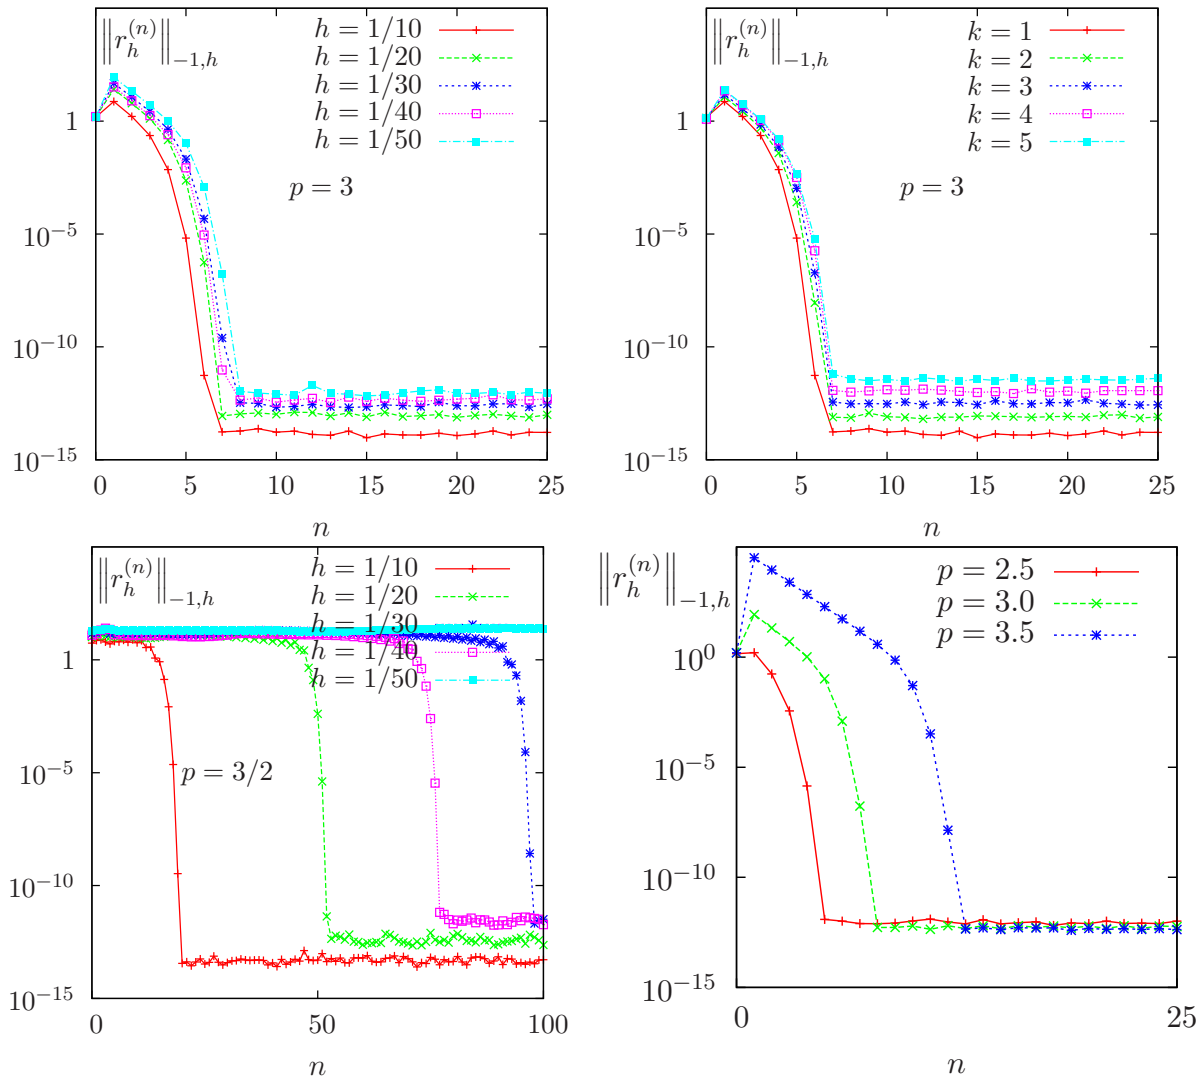 ‖r_h^{(n)}‖_{−1,h}
h = 1/10
h = 1/20
h = 1/30
h = 1/40
h = 1/50
p = 3
1
10^{−5}
10^{−10}
10^{−15}
0 5 10 15 20 25
n
‖r_h^{(n)}‖_{−1,h}
k = 1
k = 2
k = 3
k = 4
k = 5
p = 3
1
10^{−5}
10^{−10}
10^{−15}
0 5 10 15 20 25
n
‖r_h^{(n)}‖_{−1,h}
h = 1/10
h = 1/20
h = 1/30
h = 1/40
h = 1/50
p = 3/2
1
10^{−5}
10^{−10}
10^{−15}
0 50 100
n
‖r_h^{(n)}‖_{−1,h}
p = 2.5
p = 3.0
p = 3.5
10^{0}
10^{−5}
10^{−10}
10^{−15}
0 25
n